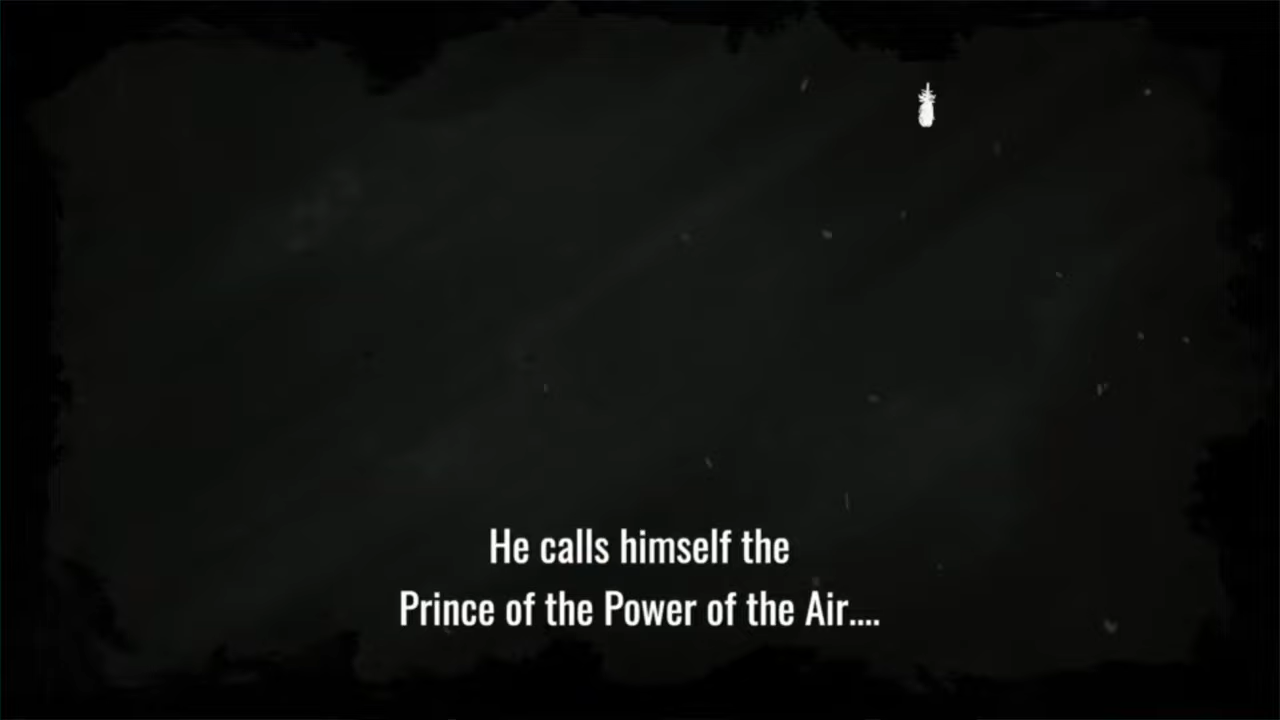 He calls himself the
Prince of the Power of the Air....